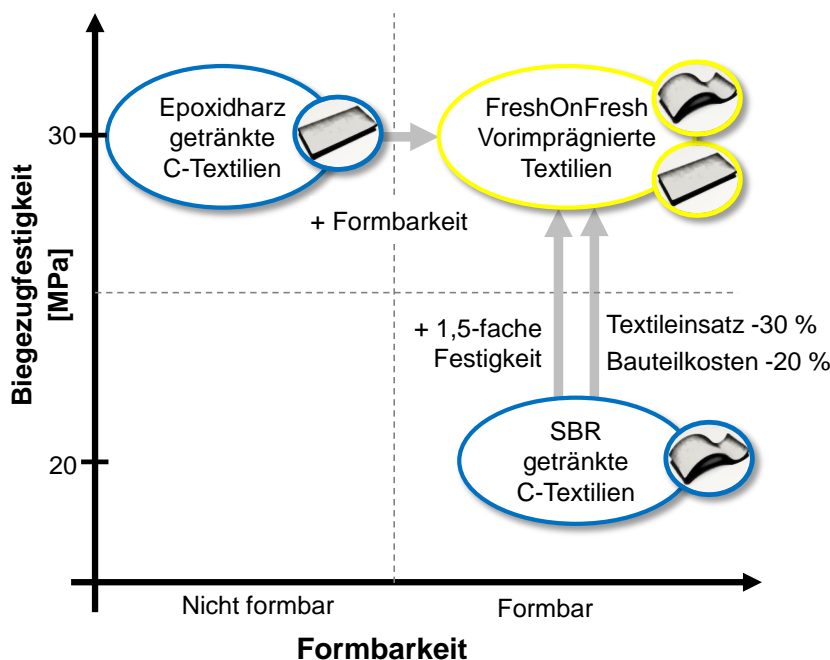 Biegezugfestigkeit
[MPa]
30
20
Epoxidharz
getränkte
C-Textilien
FreshOnFresh
Vorimprägnierte
Textilien
+ Formbarkeit
+ 1,5-fache
Festigkeit
Textileinsatz -30 %
Bauteilkosten -20 %
SBR
getränkte
C-Textilien
Nicht formbar
Formbar
Formbarkeit